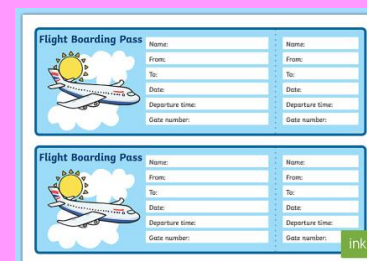 Flight Boarding Pass
Name:
From:
To:
Date:
Departure time:
Gate number:
Name:
From:
To:
Date:
Departure time:
Gate number:
Flight Boarding Pass
Name:
From:
To:
Date:
Departure time:
Gate number:
Name:
From:
To:
Date:
Departure time:
Gate number:
ink